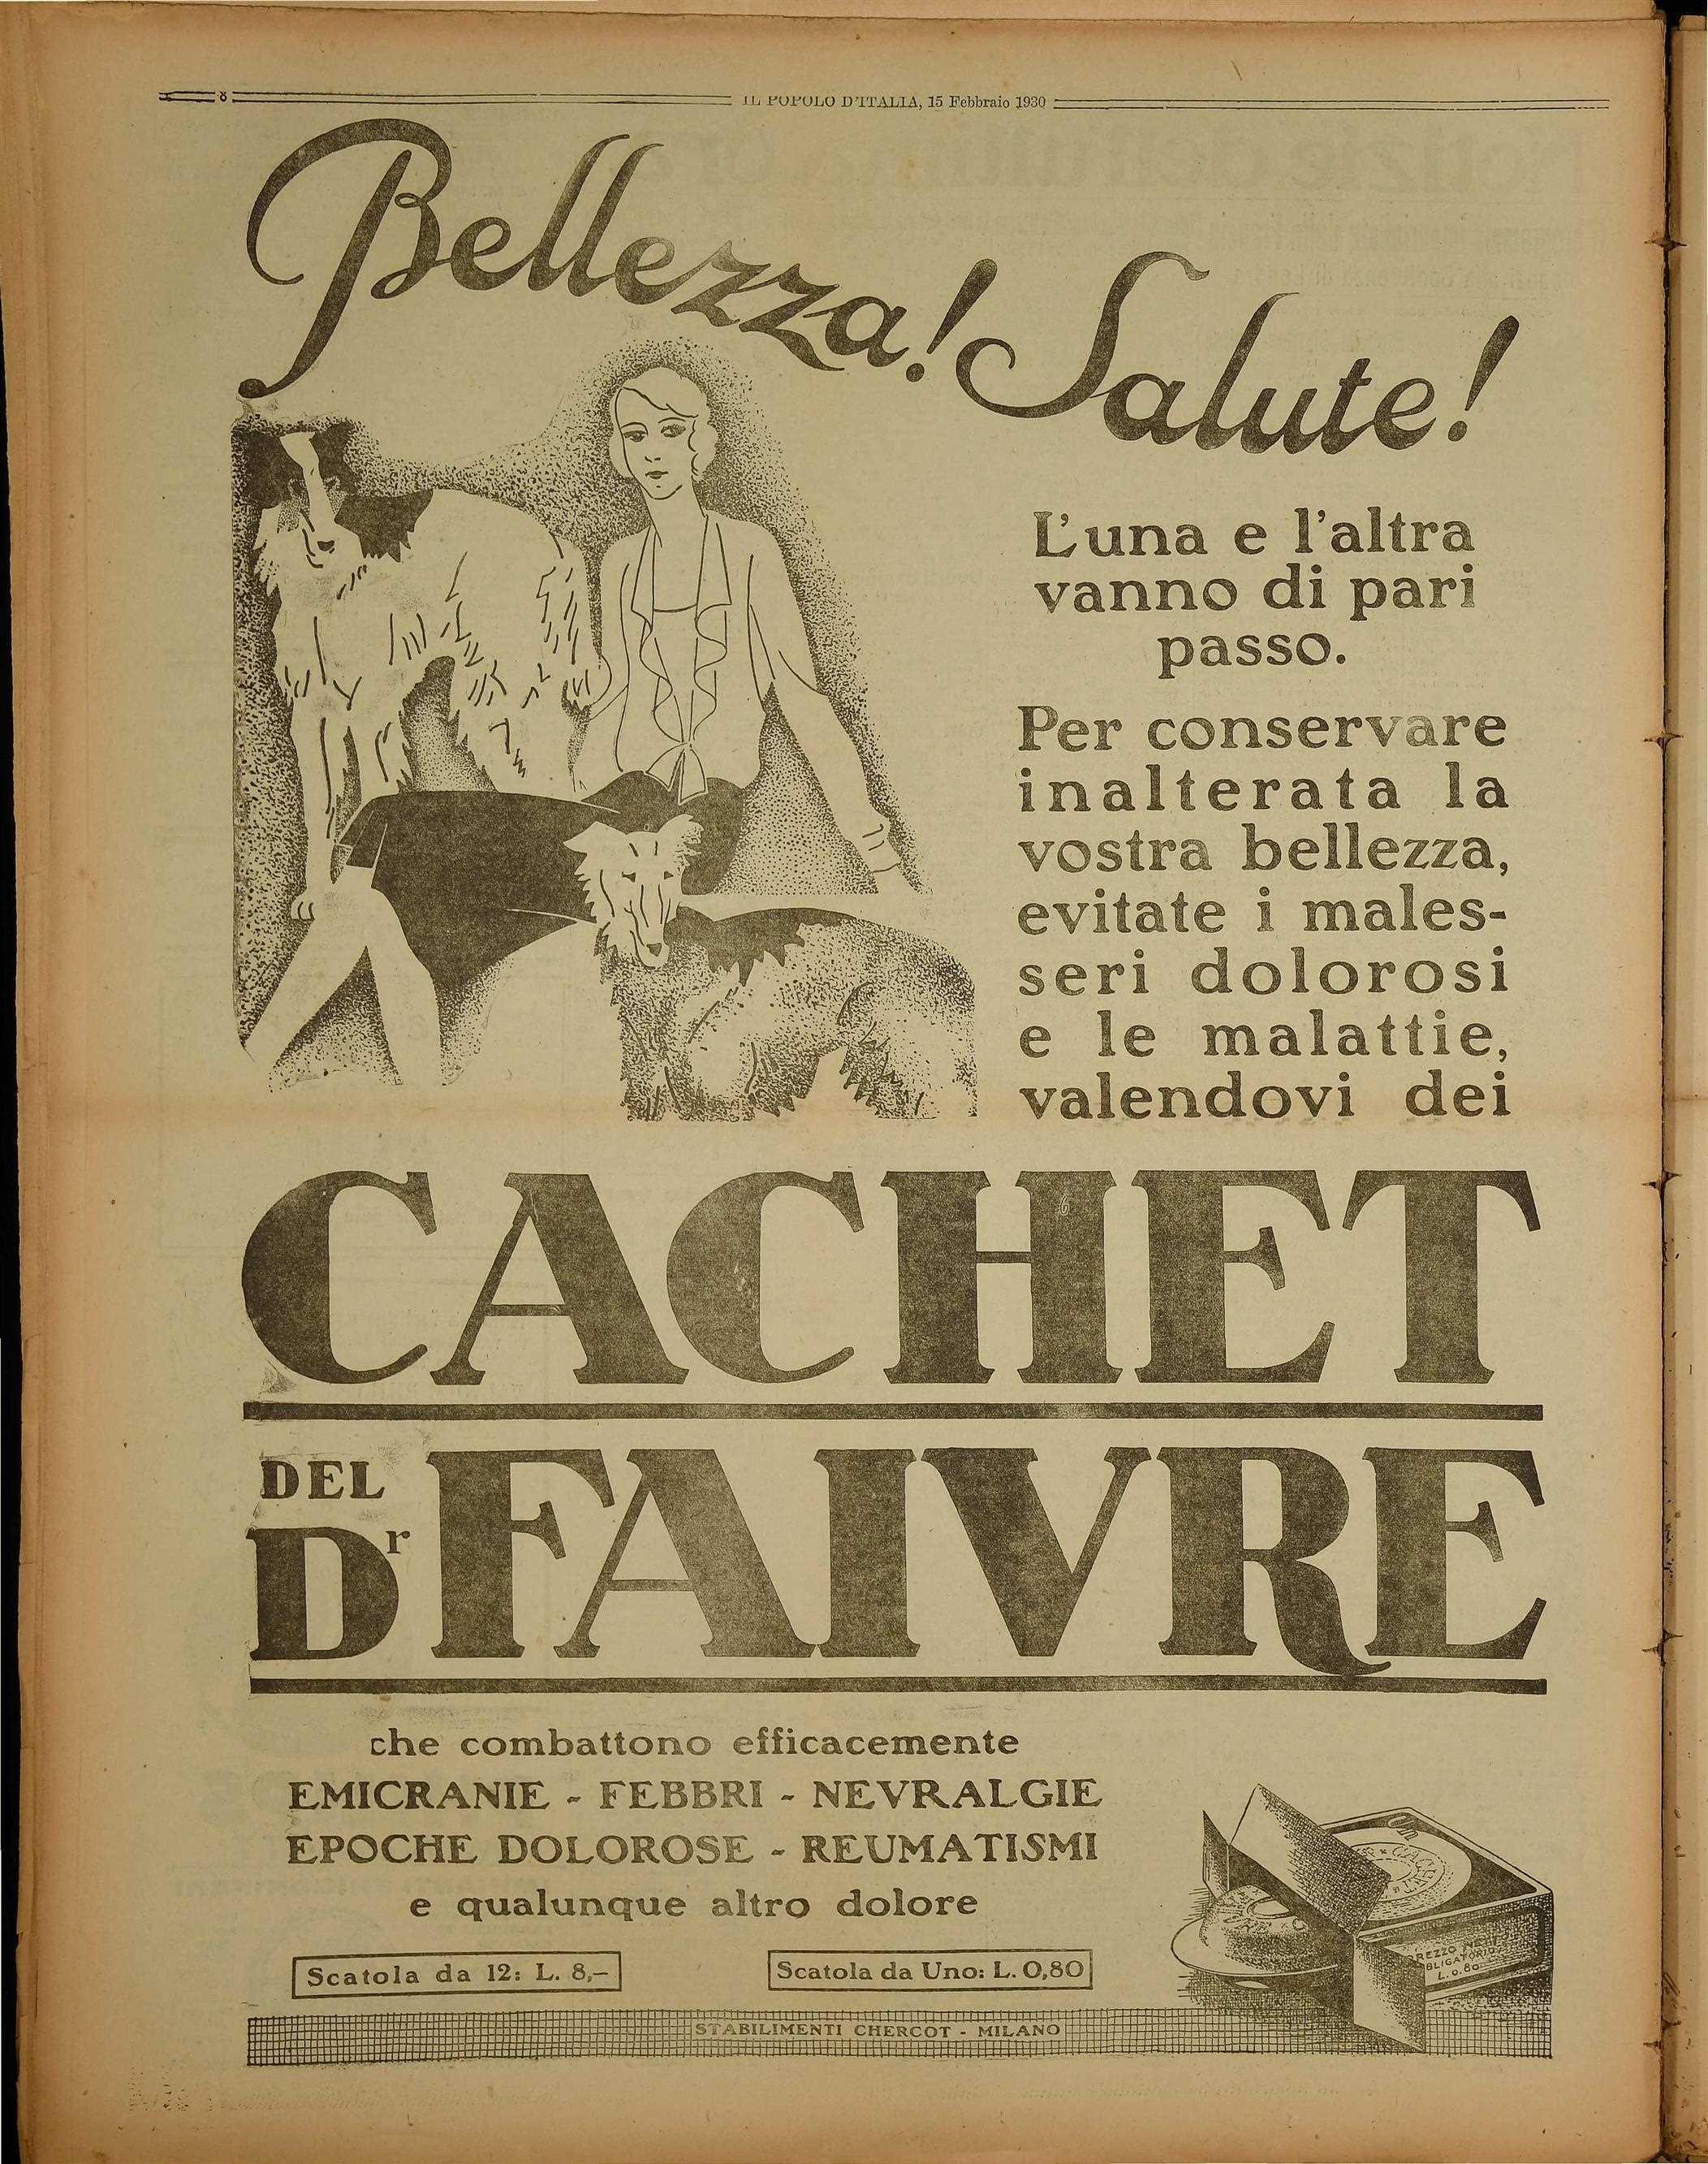 8
IL POPOLO D'ITALIA, 15 Febbraio 1930
Bellezza! Salute!
L'una e l'altra
vanno di pari
passo.
Per conservare
inalterata la
vostra bellezza,
evitate i males-
seri dolorosi
e le malattie,
valendovi dei
CACHET
DEL
Dr FAIVRE
che combattono efficacemente
EMICRANIE - FEBBRI - NEVRALGIE
EPOCHE DOLOROSE - REUMATISMI
e qualunque altro dolore
Scatola da 12: L. 8,–
Scatola da Uno: L. 0,80
STABILIMENTI CHERCOT - MILANO
L. 0.80